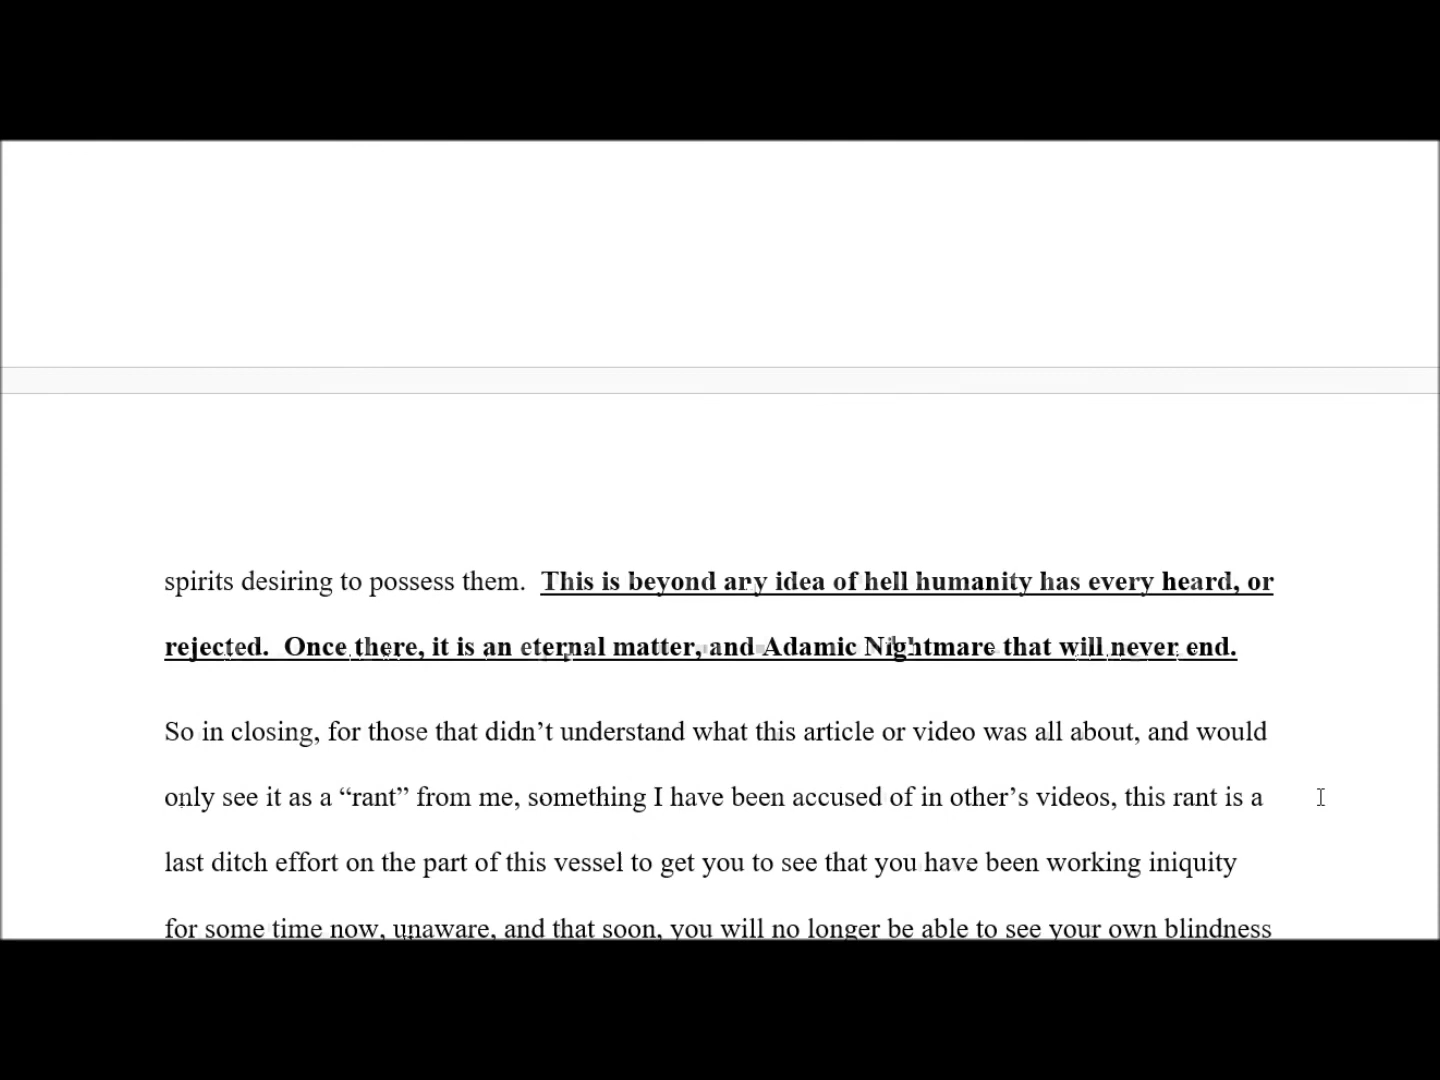 spirits desiring to possess them.  This is beyond any idea of hell humanity has every heard, or
rejected.  Once there, it is an eternal matter, and Adamic Nightmare that will never end.
So in closing, for those that didn’t understand what this article or video was all about, and would
only see it as a “rant” from me, something I have been accused of in other’s videos, this rant is a
last ditch effort on the part of this vessel to get you to see that you have been working iniquity
for some time now, unaware, and that soon, you will no longer be able to see your own blindness